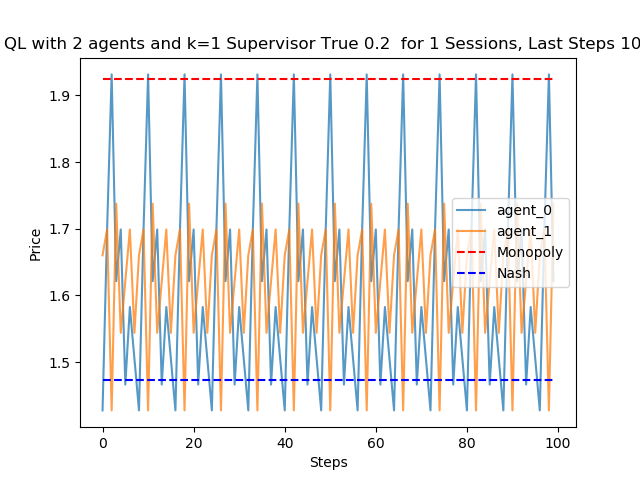 QL with 2 agents and k=1 Supervisor True 0.2  for 1 Sessions, Last Steps 10
1.9
1.8
1.7
1.6
1.5
Price
agent_0
agent_1
Monopoly
Nash
0 20 40 60 80 100
Steps